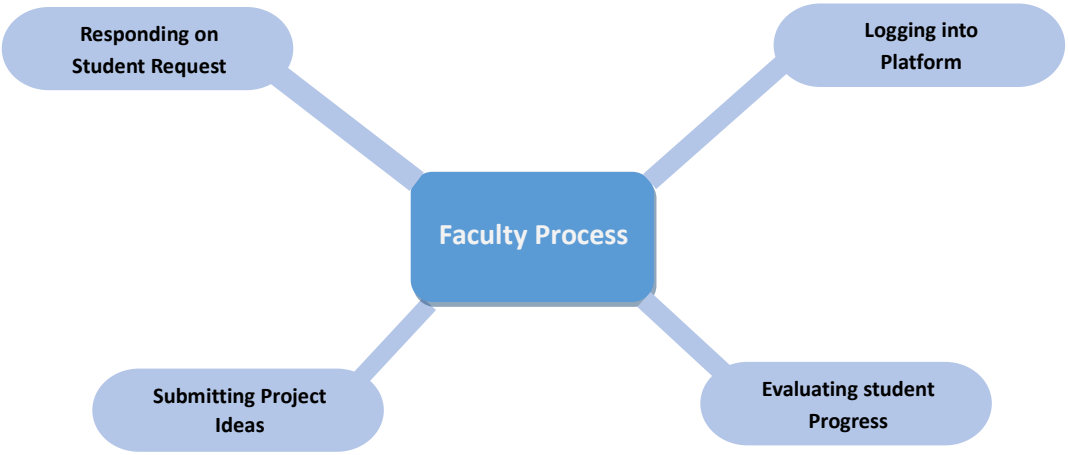 Responding on
Student Request
Logging into
Platform
Faculty Process
Submitting Project
Ideas
Evaluating student
Progress